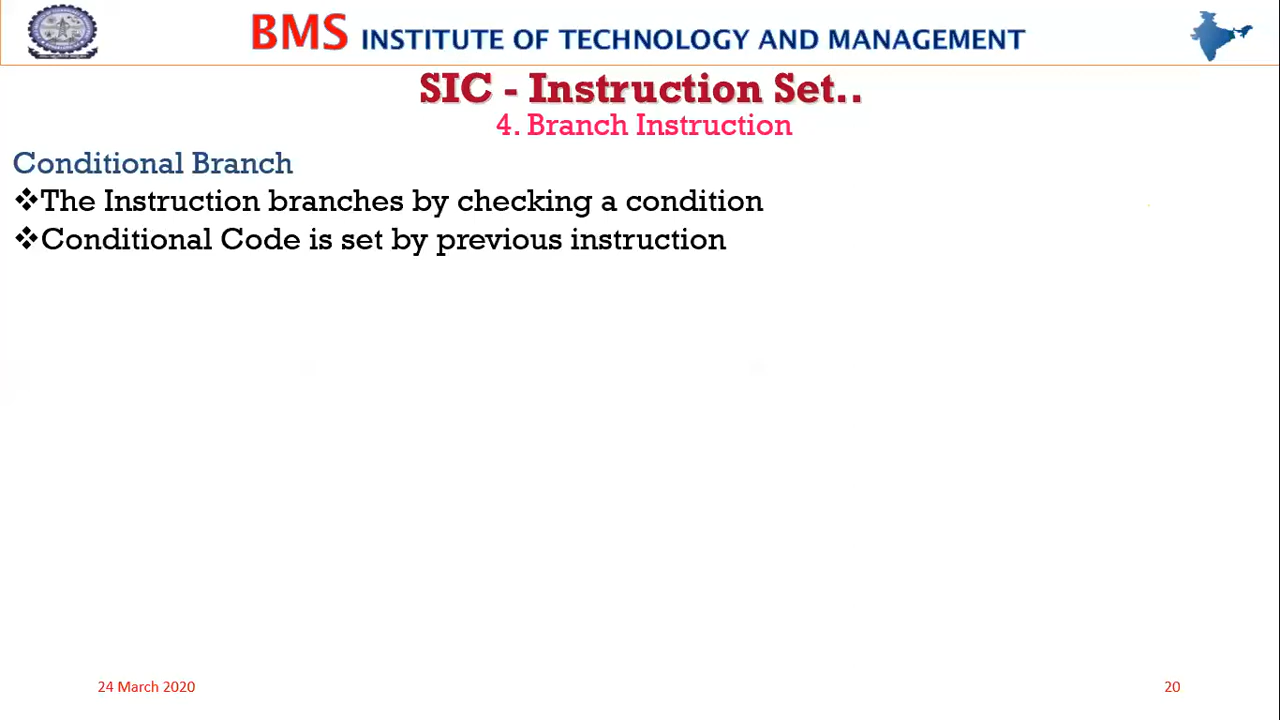 BMS INSTITUTE OF TECHNOLOGY AND MANAGEMENT
SIC - Instruction Set..
4. Branch Instruction
Conditional Branch
❖The Instruction branches by checking a condition
❖Conditional Code is set by previous instruction
24 March 2020
20